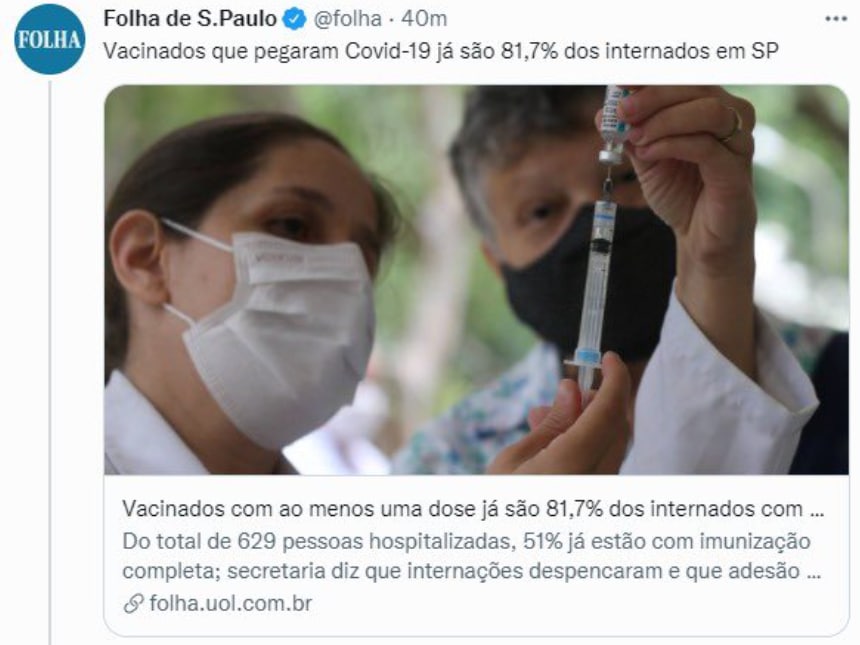 FOLHA
Folha de S.Paulo @folha · 40m
Vacinados que pegaram Covid-19 já são 81,7% dos internados em SP
Vacinados com ao menos uma dose já são 81,7% dos internados com ...
Do total de 629 pessoas hospitalizadas, 51% já estão com imunização
completa; secretaria diz que internações despencaram e que adesão ...
folha.uol.com.br